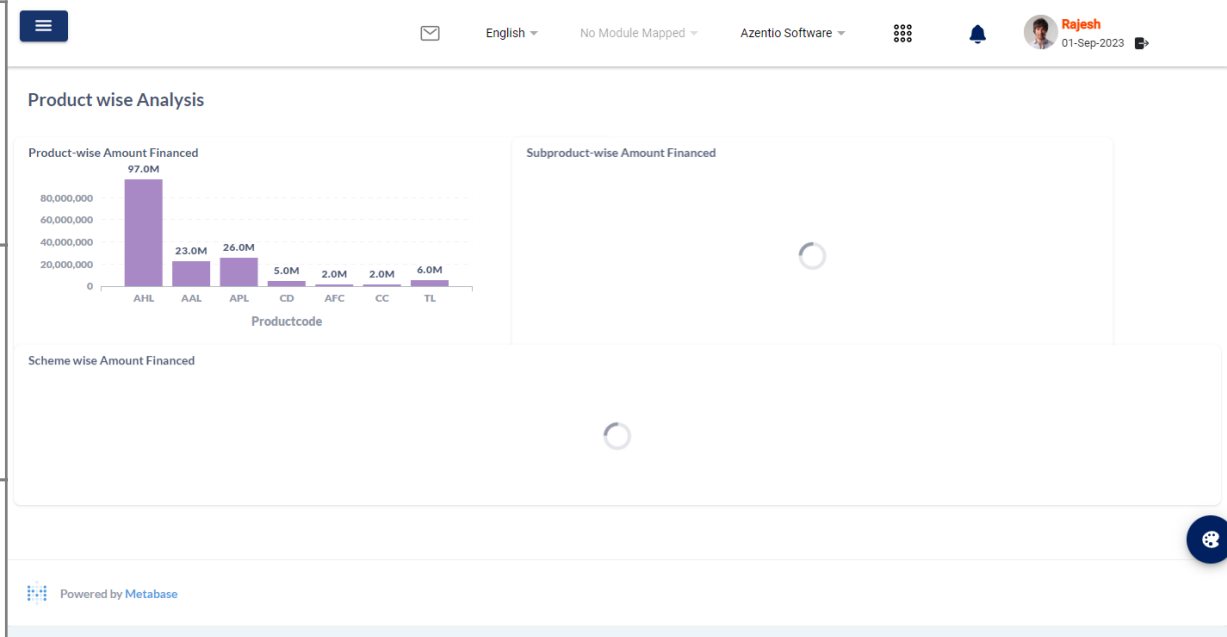 English
No Module Mapped
Azentio Software
Rajesh
01-Sep-2023
Product wise Analysis
Product-wise Amount Financed
97.0M
80,000,000
60,000,000
40,000,000
20,000,000
0
23.0M
26.0M
5.0M
2.0M
2.0M
6.0M
AHL AAL APL CD AFC CC TL
Productcode
Subproduct-wise Amount Financed
Scheme wise Amount Financed
Powered by Metabase